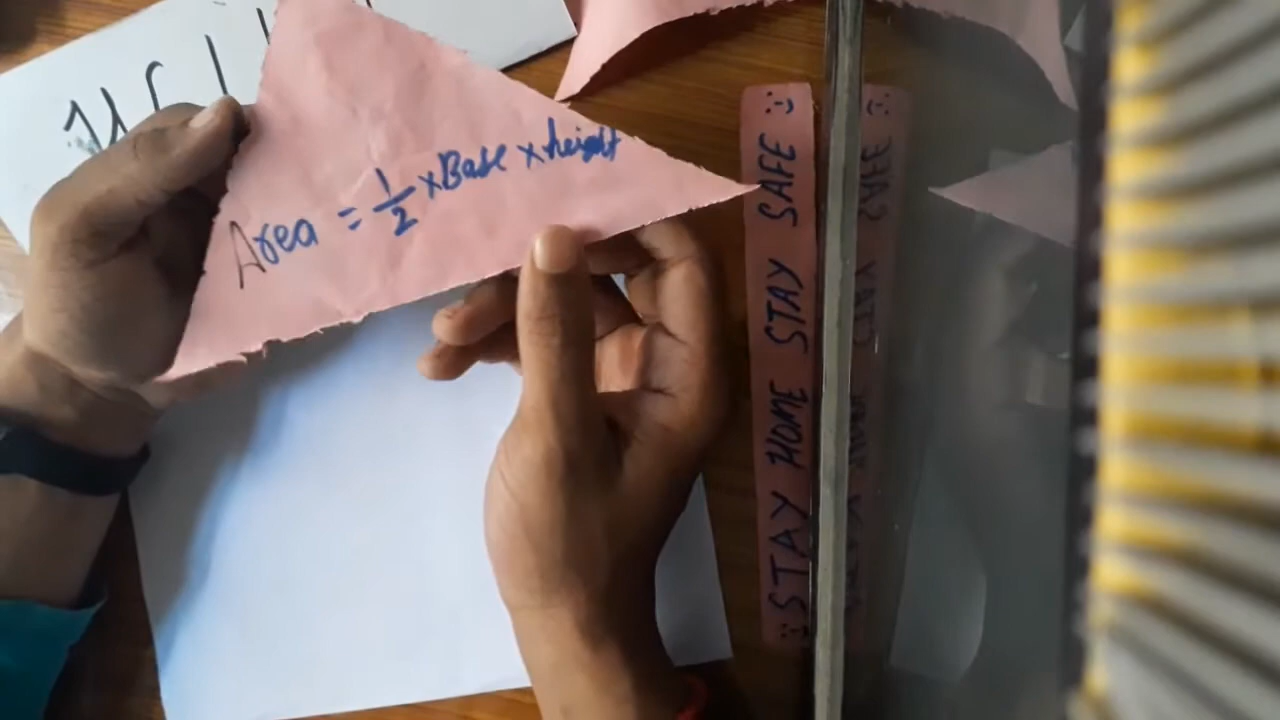 Area = 1/2 × Base × height
:) STAY HOME STAY SAFE :)